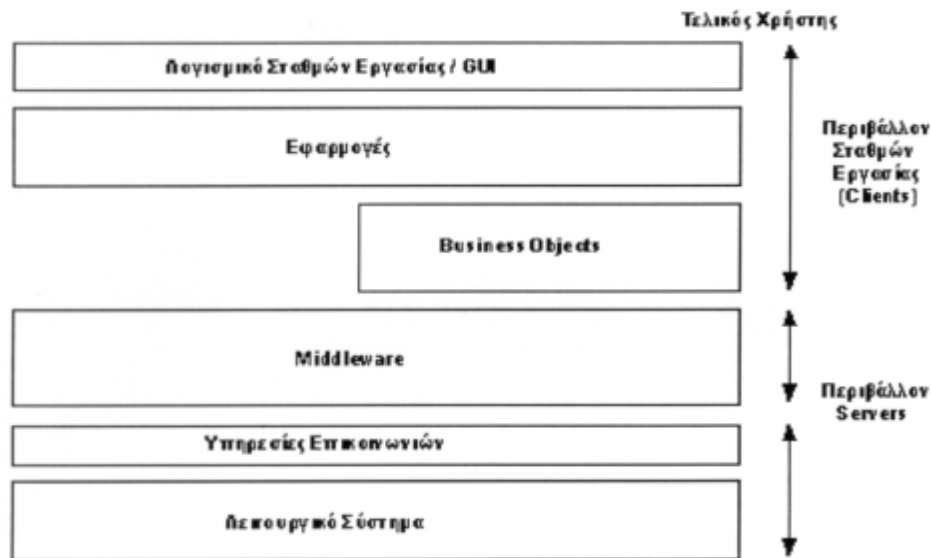 Τελικός Χρήστης
Λογισμικό Σταθμών Εργασίας / GUI
Εφαρμογές
Περιβάλλον
Σταθμών
Εργασίας
(Clients)
Business Objects
Middleware
Περιβάλλον
Servers
Υπηρεσίες Επικοινωνιών
Λειτουργικό Σύστημα